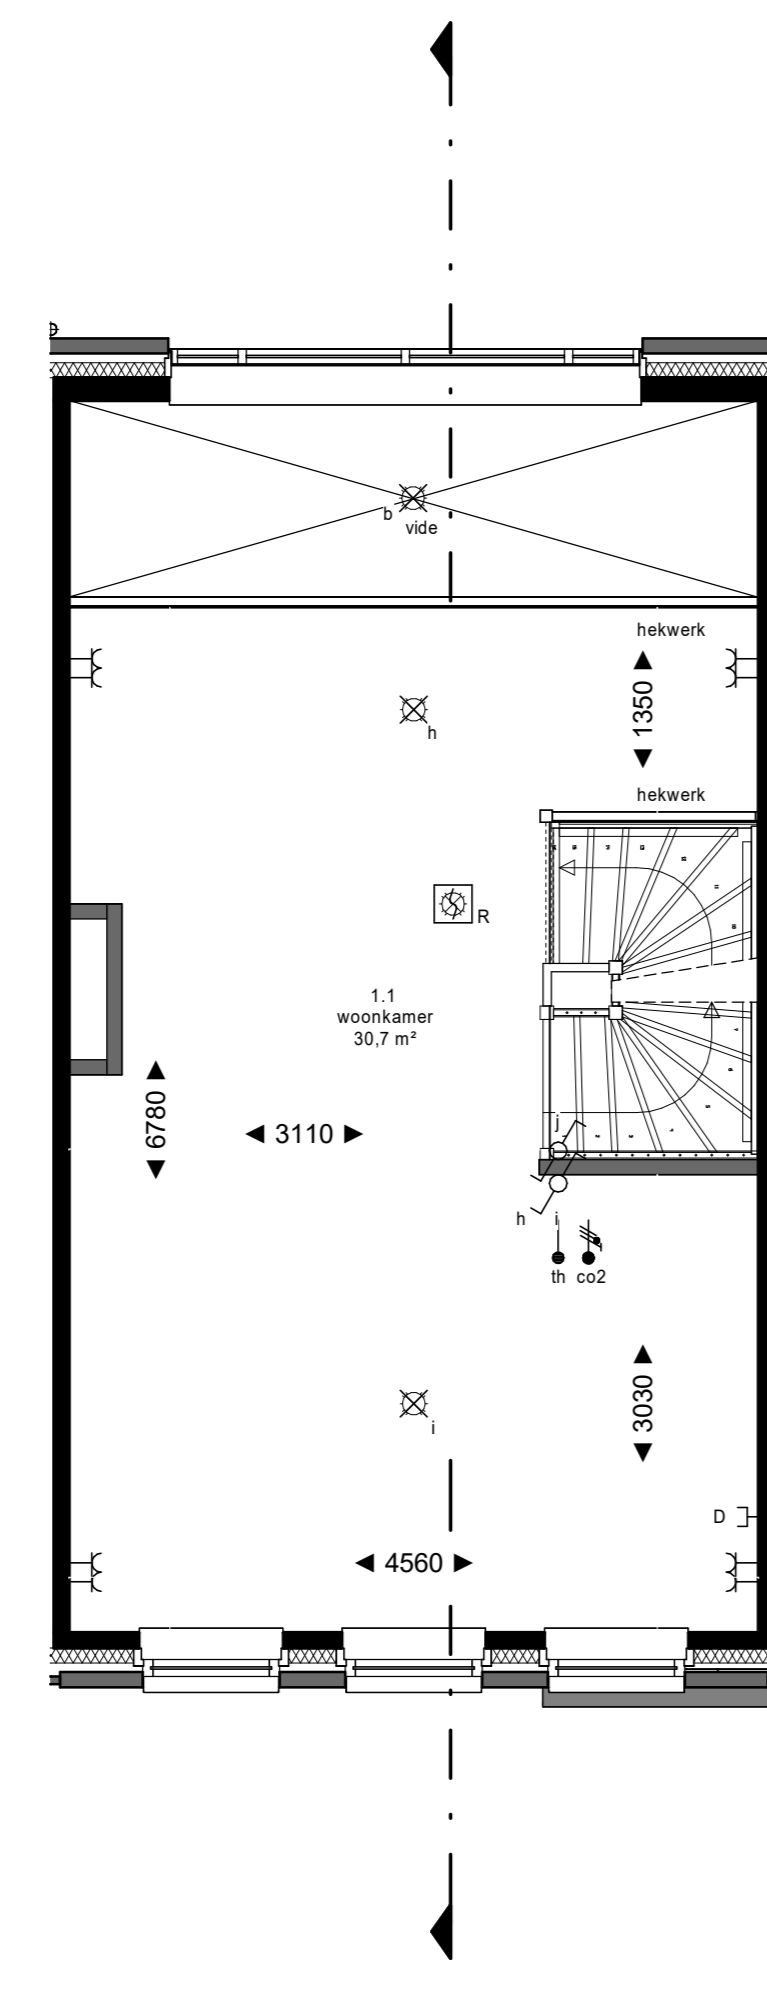 b
vide
hekwerk
1350
h
hekwerk
R
1.1
woonkamer
30,7 m²
6780
3110
j
h
i
th
co2
3030
i
D
4560